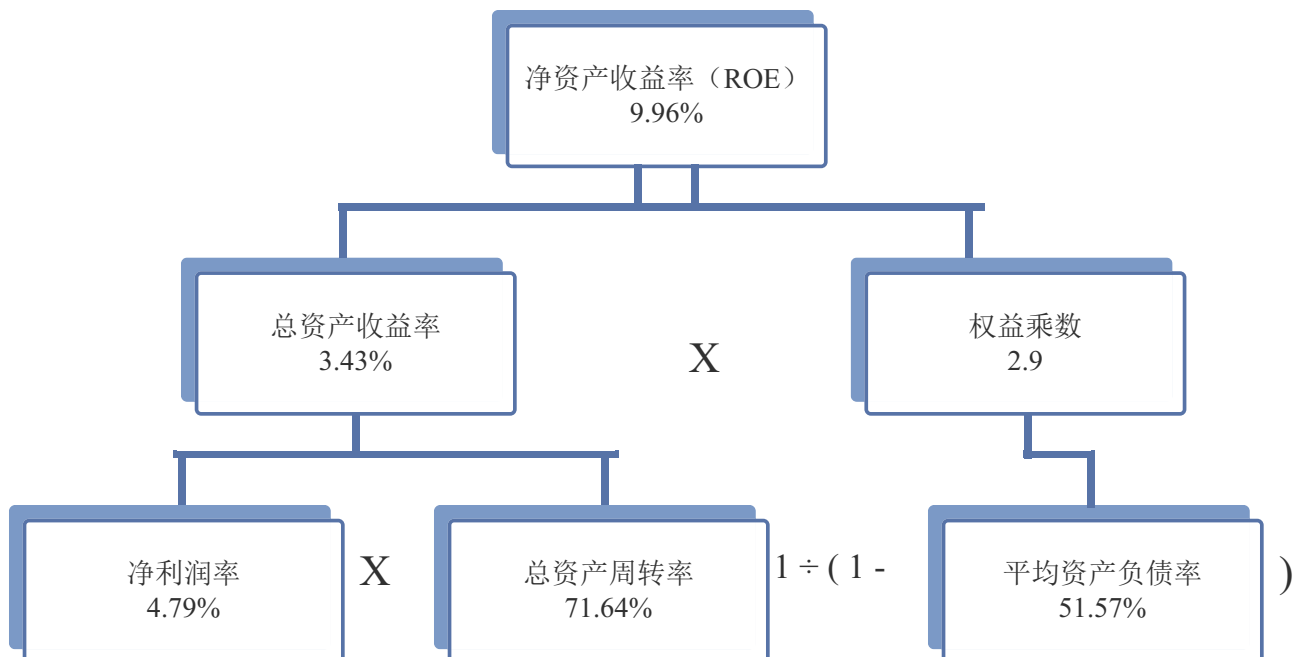 净资产收益率（ROE）
9.96%
总资产收益率
3.43%
X
权益乘数
2.9
净利润率
4.79%
X
总资产周转率
71.64%
1 ÷ ( 1 -
平均资产负债率
51.57%
)